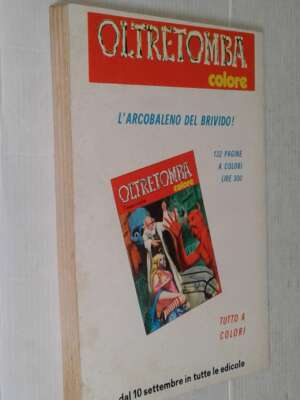 OLTRETOMBA
colore
L'ARCOBALENO DEL BRIVIDO!
132 PAGINE
A COLORI
LIRE 300
OLTRETOMBA
colore
TUTTO A
COLORI
dal 10 settembre in tutte le edicole